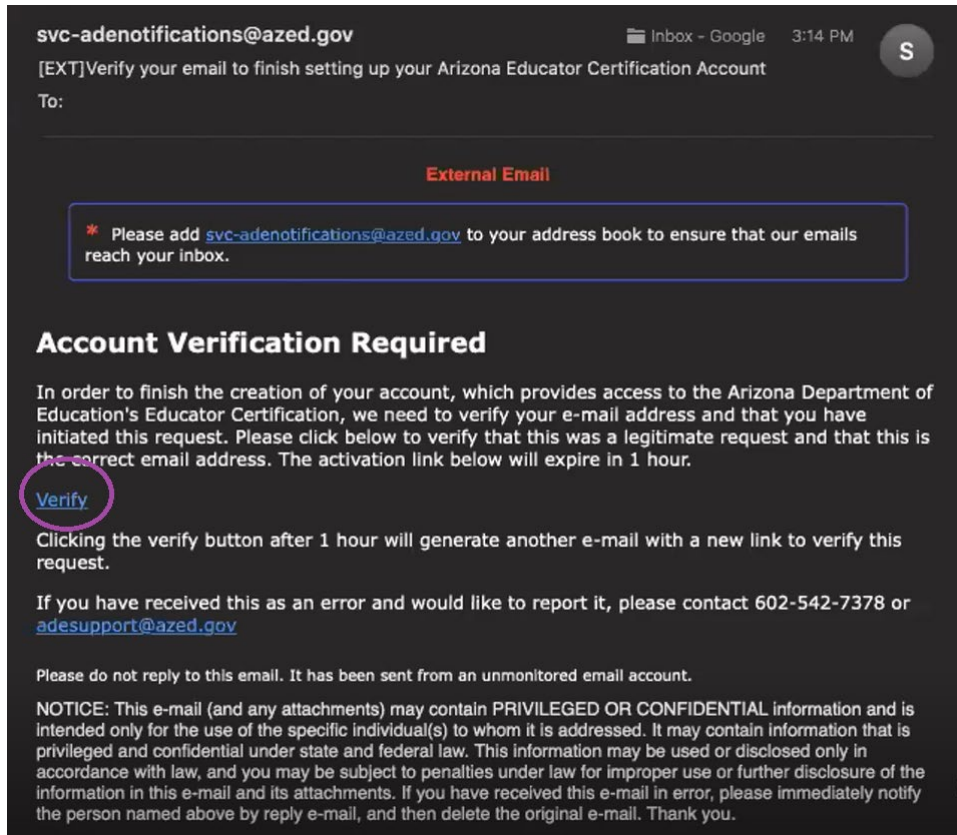 svc-adenotifications@azed.gov
Inbox - Google 3:14 PM
S
[EXT]Verify your email to finish setting up your Arizona Educator Certification Account
To:
External Email
* Please add svc-adenotifications@azed.gov to your address book to ensure that our emails
reach your inbox.
Account Verification Required
In order to finish the creation of your account, which provides access to the Arizona Department of
Education's Educator Certification, we need to verify your e-mail address and that you have
initiated this request. Please click below to verify that this was a legitimate request and that this is
the correct email address. The activation link below will expire in 1 hour.
Verify
Clicking the verify button after 1 hour will generate another e-mail with a new link to verify this
request.
If you have received this as an error and would like to report it, please contact 602-542-7378 or
adesupport@azed.gov
Please do not reply to this email. It has been sent from an unmonitored email account.
NOTICE: This e-mail (and any attachments) may contain PRIVILEGED OR CONFIDENTIAL information and is
intended only for the use of the specific individual(s) to whom it is addressed. It may contain information that is
privileged and confidential under state and federal law. This information may be used or disclosed only in
accordance with law, and you may be subject to penalties under law for improper use or further disclosure of the
information in this e-mail and its attachments. If you have received this e-mail in error, please immediately notify
the person named above by reply e-mail, and then delete the original e-mail. Thank you.